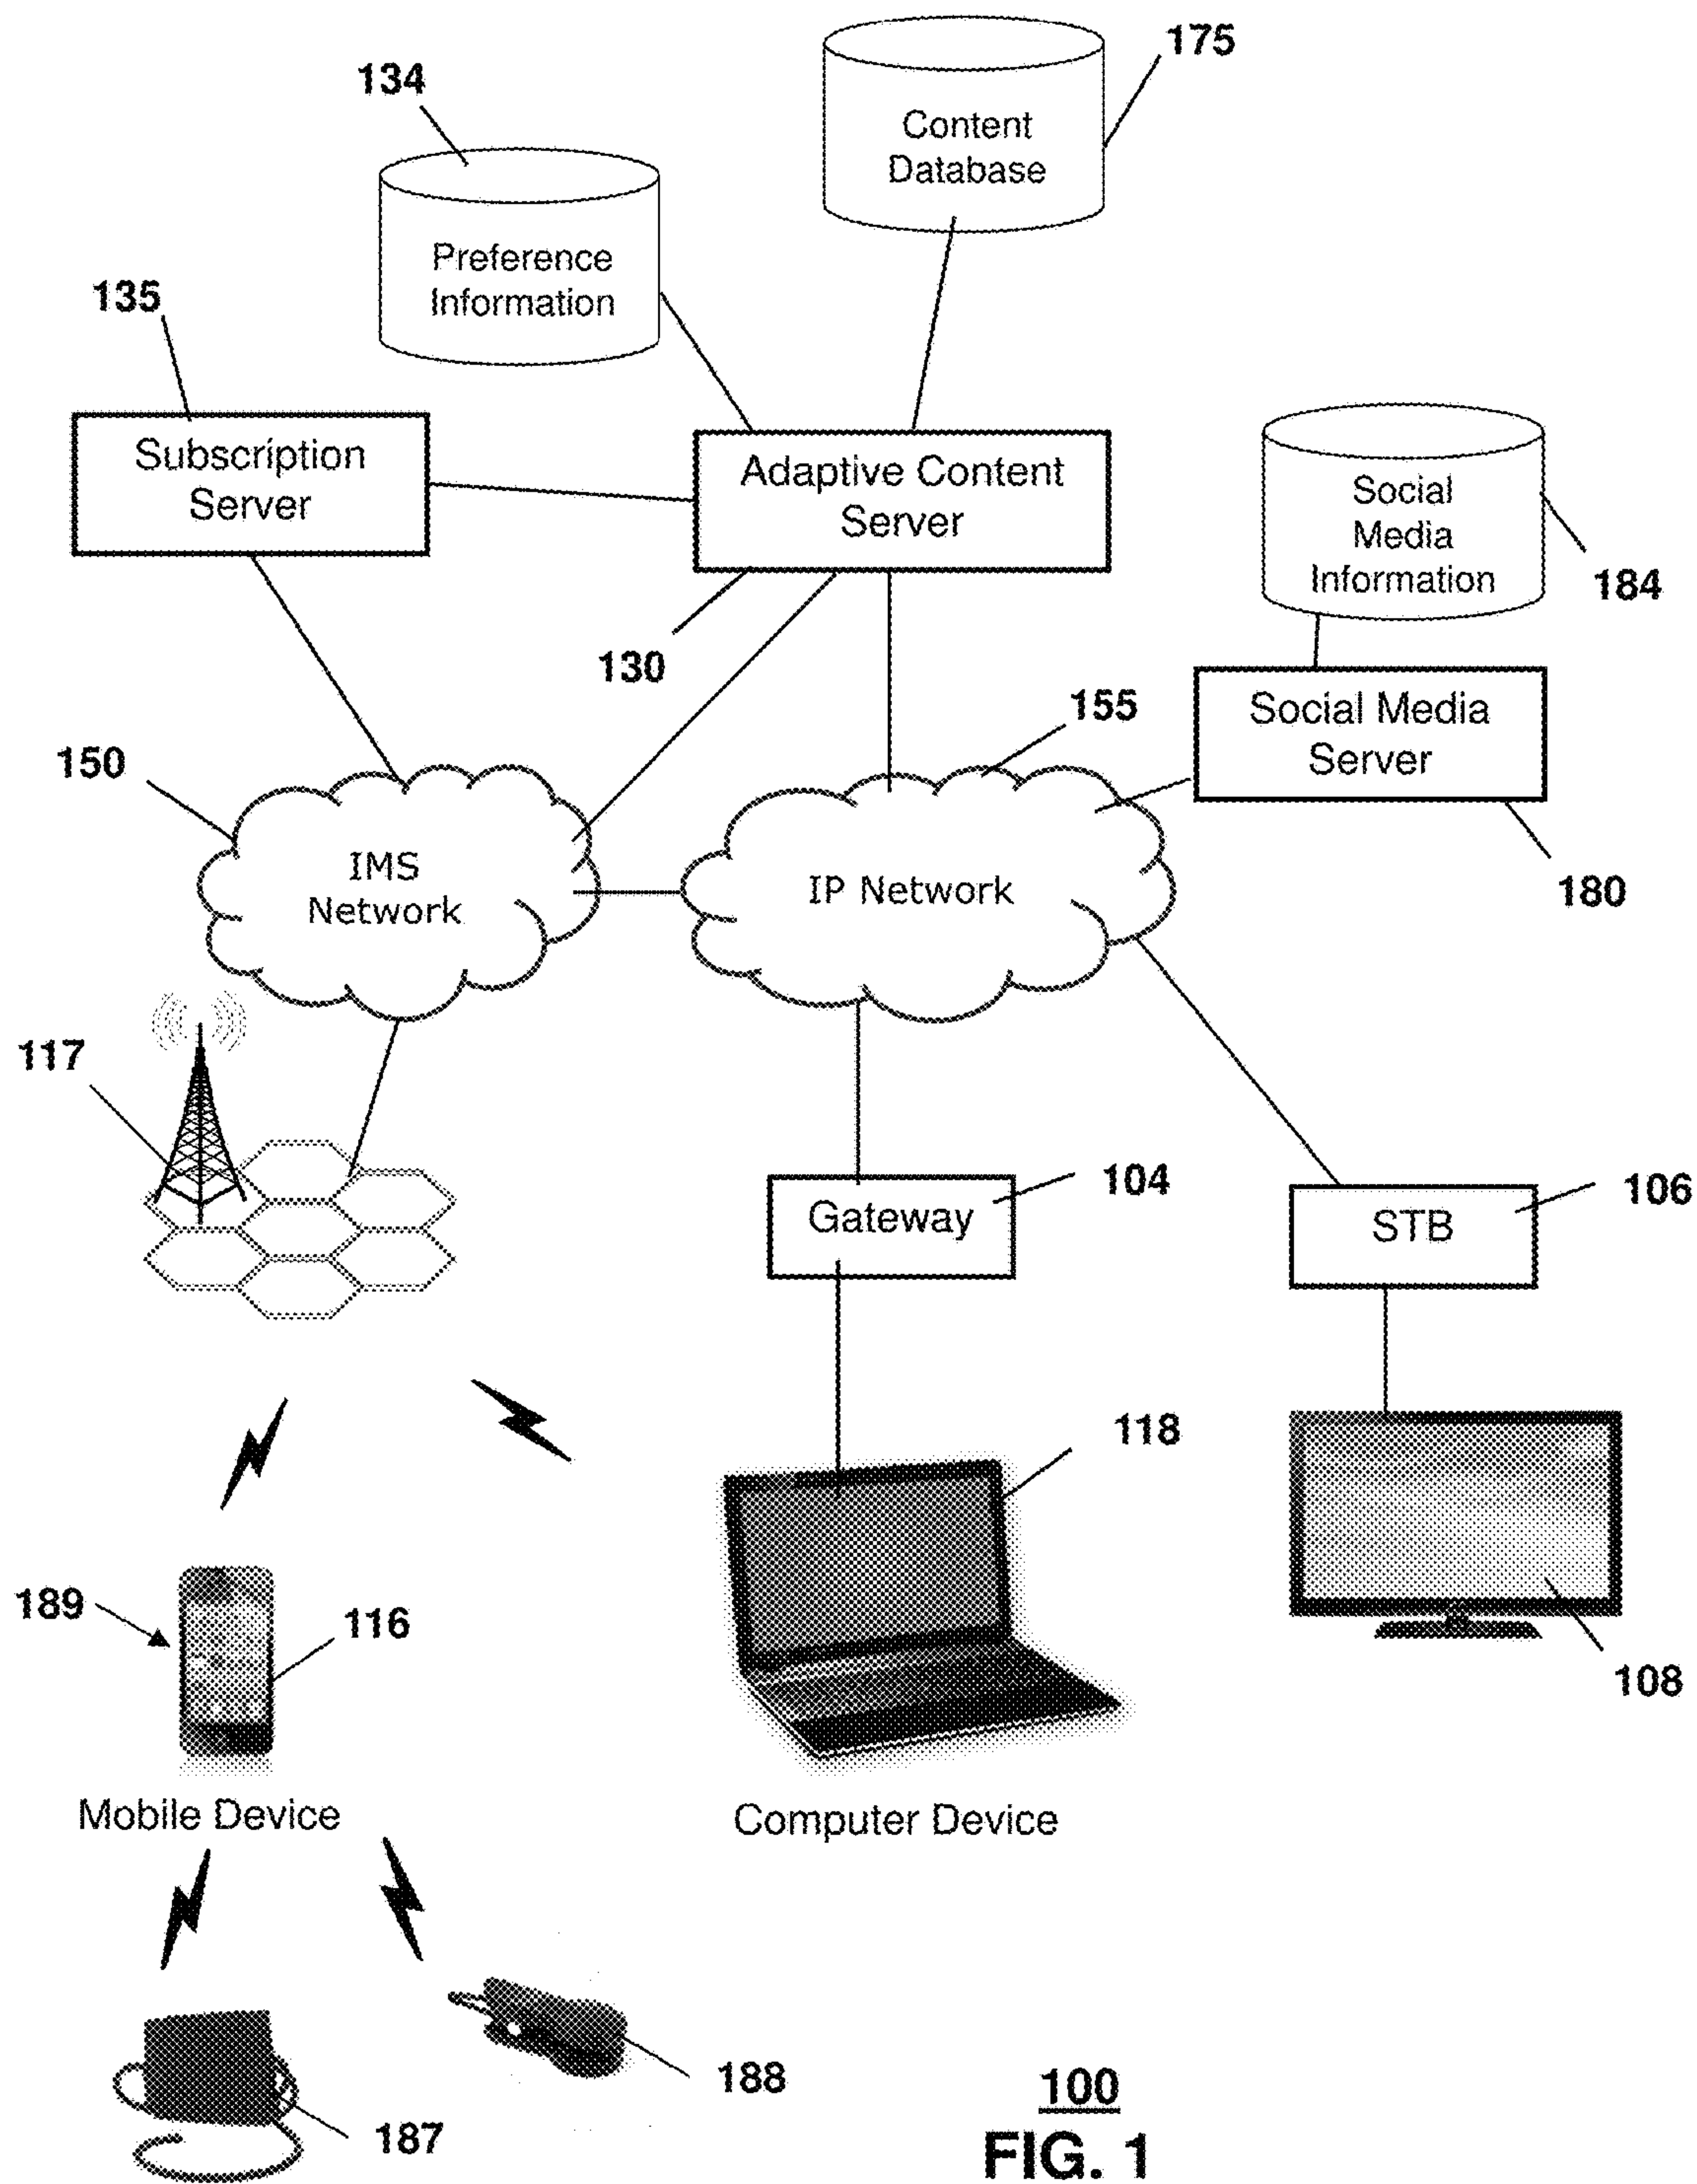 175
Content
Database
134
Preference
Information
135
Subscription
Server
Adaptive Content
Server
Social
Media
Information
184
130
155
Social Media
Server
180
150
IMS
Network
IP Network
117
104
Gateway
106
STB
118
189
116
108
Mobile Device
Computer Device
188
187
100
FIG. 1